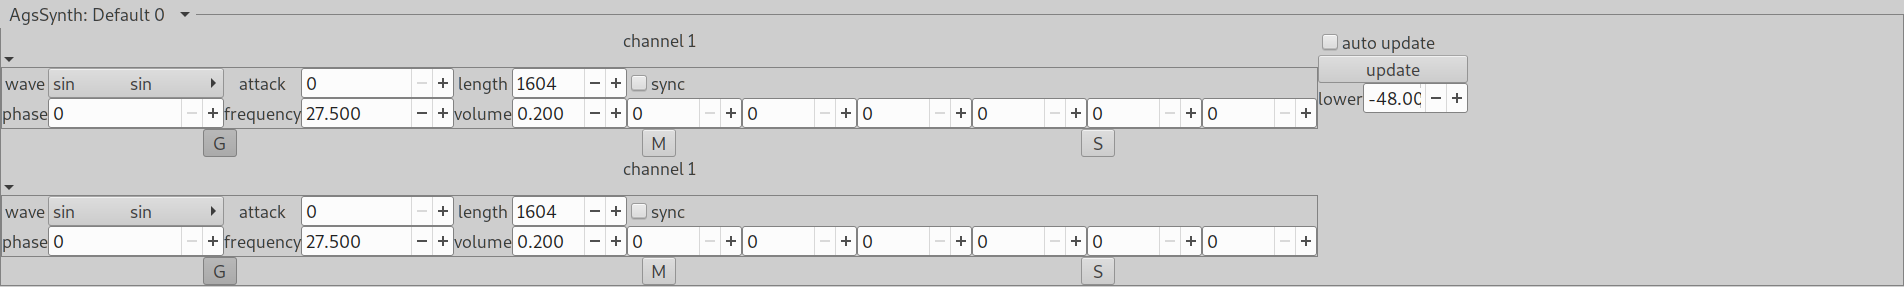 AgsSynth: Default 0
channel 1
auto update
wave sin sin attack 0 length 1604 sync
update
phase 0 frequency 27.500 volume 0.200 0 0 0 0 0 0
lower -48.00
G M S
channel 1
wave sin sin attack 0 length 1604 sync
phase 0 frequency 27.500 volume 0.200 0 0 0 0 0 0
G M S